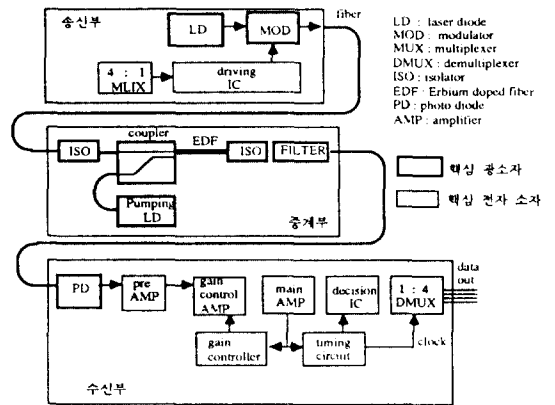 송신부
LD
MOD
fiber
4 : 1
MLIX
driving
IC
LD : laser diode
MOD : modulator
MUX : multiplexer
DMUX : demultiplexer
ISO : isolator
EDF : Erbium doped fiber
PD : photo diode
AMP : amplifier
coupler
ISO
EDF
ISO
FILTER
Pumping
LD
중계부
핵심 광소자
핵심 전자 소자
PD
pre
AMP
gain
control
AMP
main
AMP
decision
IC
1 : 4
DMUX
data
out
gain
controller
timing
circuit
clock
수신부